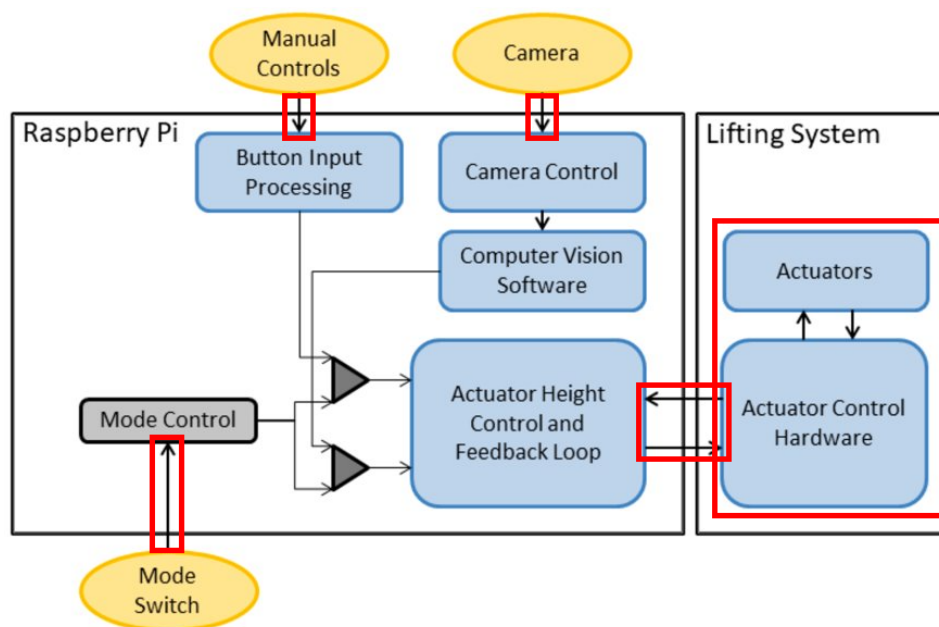 Manual
Controls
Camera
Raspberry Pi
Lifting System
Button Input
Processing
Camera Control
Computer Vision
Software
Actuators
Mode Control
Actuator Height
Control and
Feedback Loop
Actuator Control
Hardware
Mode
Switch